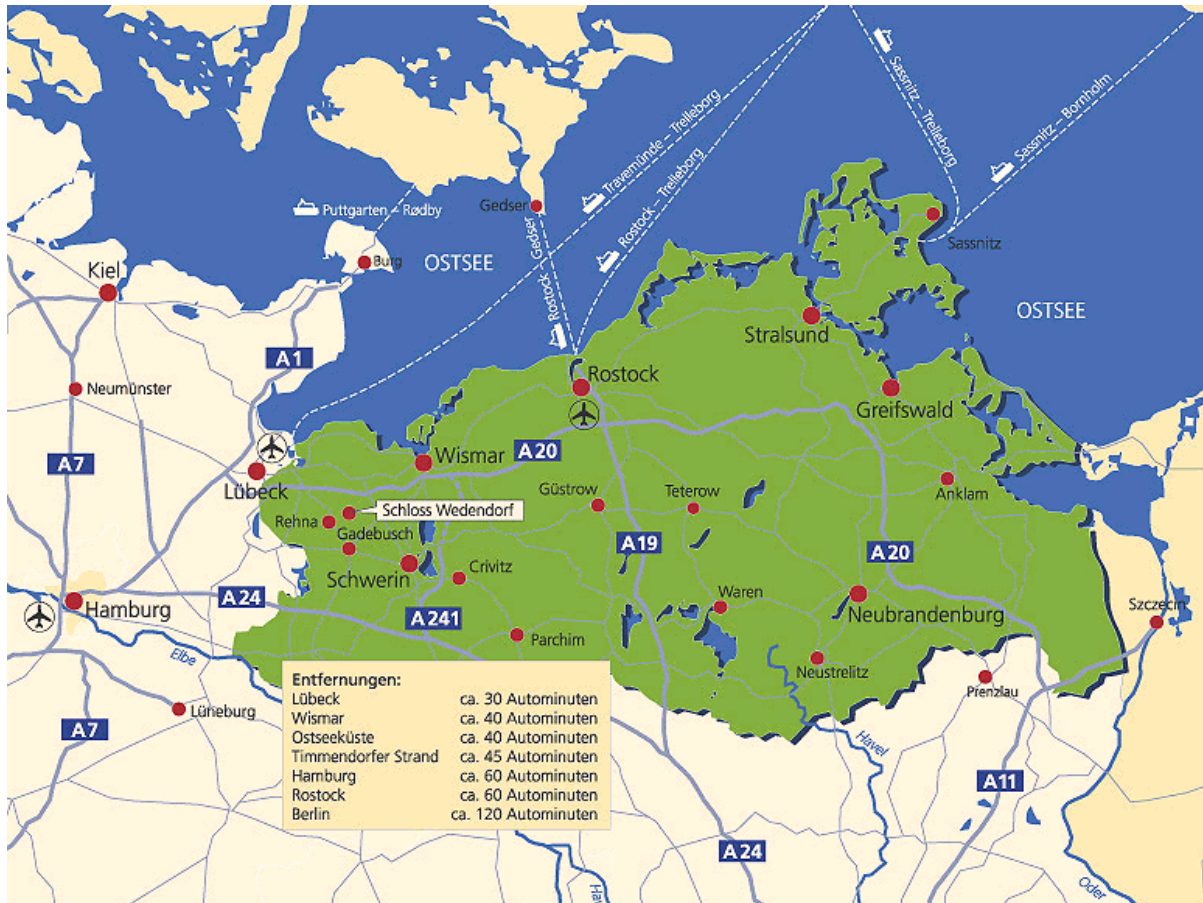 Sassnitz – Trelleborg
Sassnitz – Bornholm
Travemünde – Trelleborg
Rostock – Trelleborg
Puttgarten – Rødby
Gedser
Rostock – Gedser
Sassnitz
Burg
OSTSEE
Kiel
OSTSEE
Stralsund
A1
Neumünster
Rostock
Greifswald
Wismar
A20
A7
Lübeck
Güstrow
Teterow
Anklam
Schloss Wedendorf
Rehna
Gadebusch
A19
A20
Schwerin
Crivitz
Hamburg
A24
A241
Waren
Neubrandenburg
Szczecin
Parchim
Elbe
Neustrelitz
Prenzlau
Lüneburg
A7
Havel
A11
A24
Oder
Entfernungen:
Lübeck ca. 30 Autominuten
Wismar ca. 40 Autominuten
Ostseeküste ca. 40 Autominuten
Timmendorfer Strand ca. 45 Autominuten
Hamburg ca. 60 Autominuten
Rostock ca. 60 Autominuten
Berlin ca. 120 Autominuten